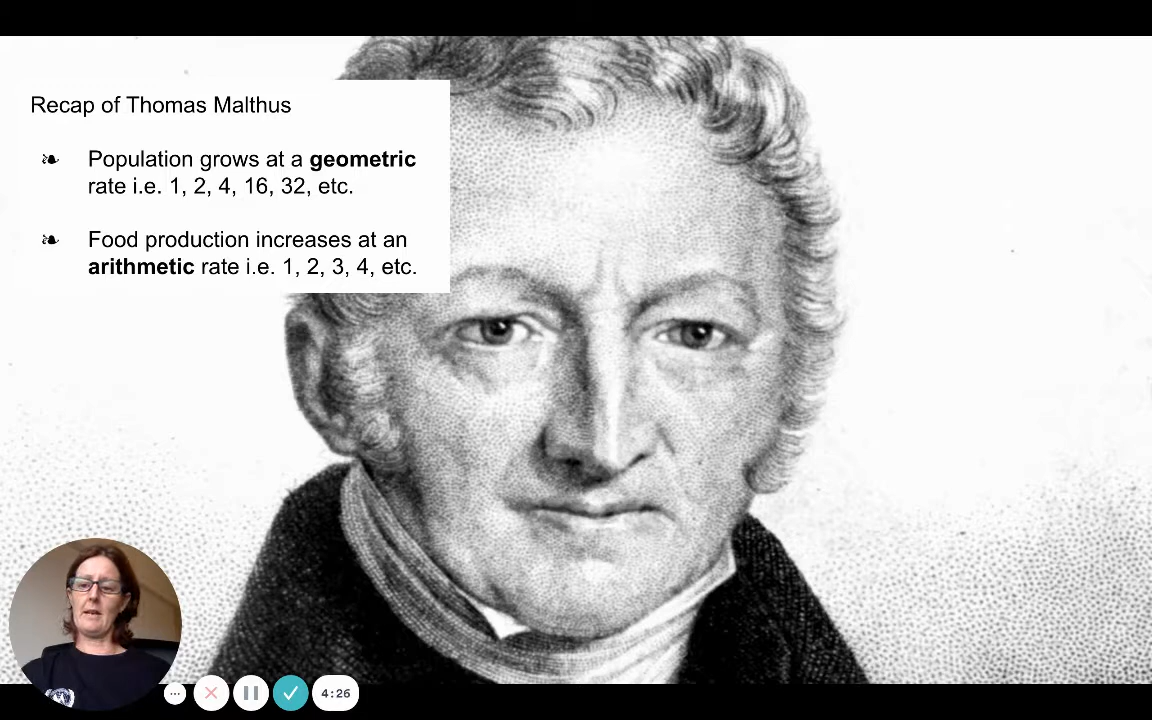 Recap of Thomas Malthus
❧ Population grows at a geometric
rate i.e. 1, 2, 4, 16, 32, etc.
❧ Food production increases at an
arithmetic rate i.e. 1, 2, 3, 4, etc.
4:26